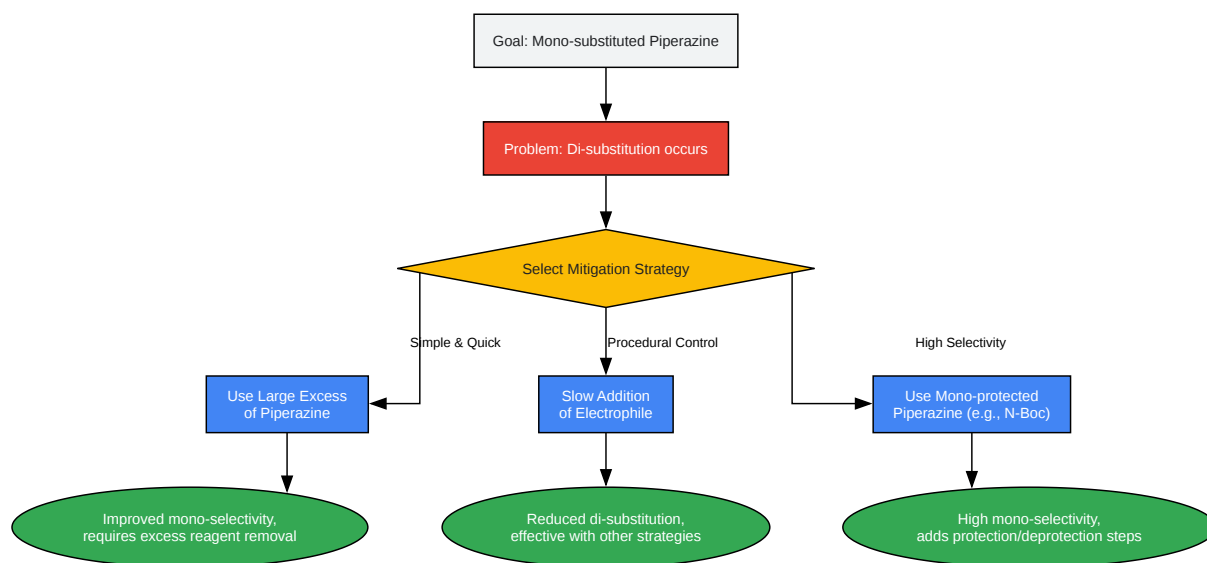 Goal: Mono-substituted Piperazine
Problem: Di-substitution occurs
Select Mitigation Strategy
Simple & Quick
Procedural Control
High Selectivity
Use Large Excess
of Piperazine
Slow Addition
of Electrophile
Use Mono-protected
Piperazine (e.g., N-Boc)
Improved mono-selectivity,
requires excess reagent removal
Reduced di-substitution,
effective with other strategies
High mono-selectivity,
adds protection/deprotection steps